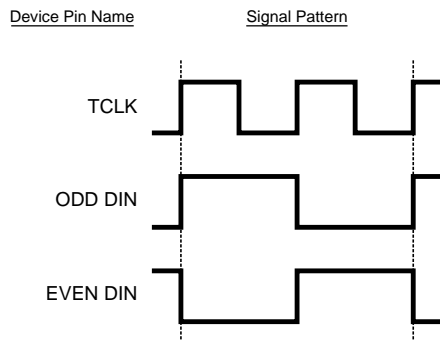 Device Pin Name
Signal Pattern
TCLK
ODD DIN
EVEN DIN